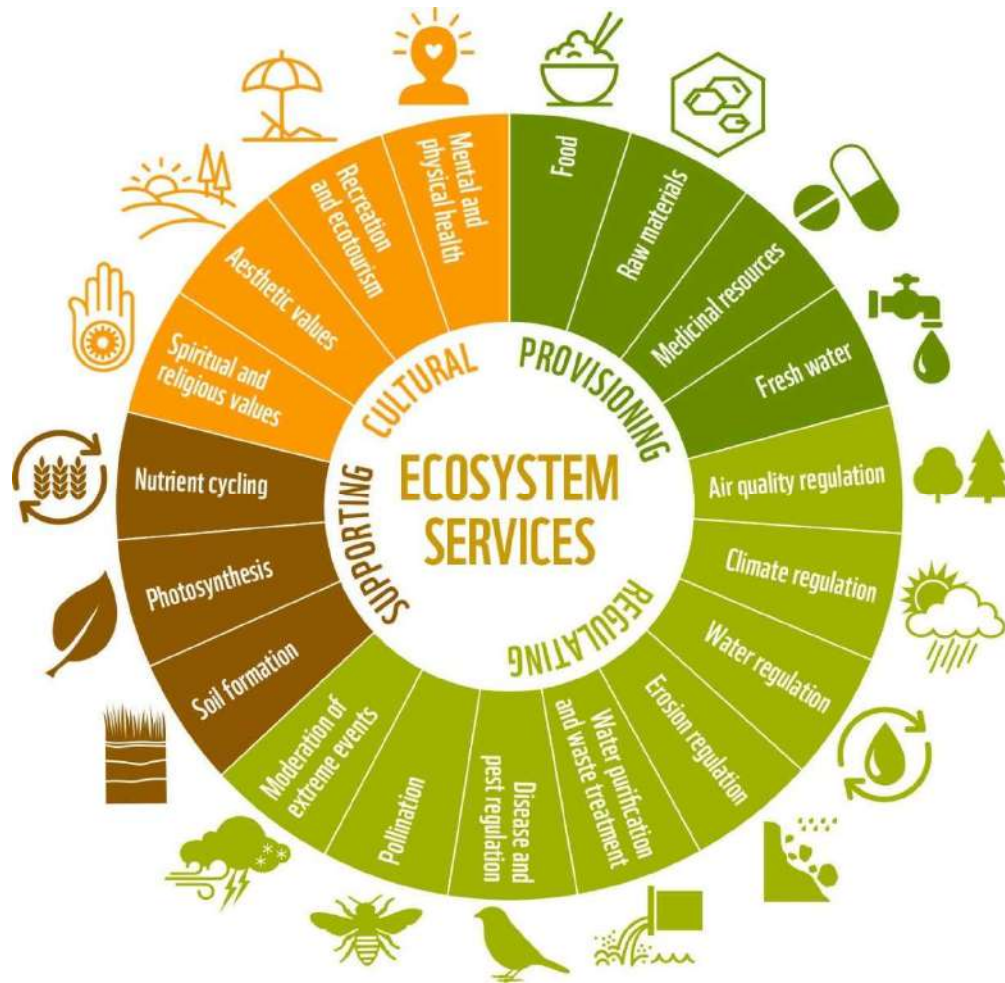 ECOSYSTEM
SERVICES
PROVISIONING
Food
Raw materials
Medicinal resources
Fresh water
REGULATING
Air quality regulation
Climate regulation
Water regulation
Erosion regulation
Water purification
and waste treatment
Disease and
pest regulation
Pollination
Moderation of
extreme events
SUPPORTING
Soil formation
Photosynthesis
Nutrient cycling
CULTURAL
Spiritual and
religious values
Aesthetic values
Recreation
and ecotourism
Mental and
physical health